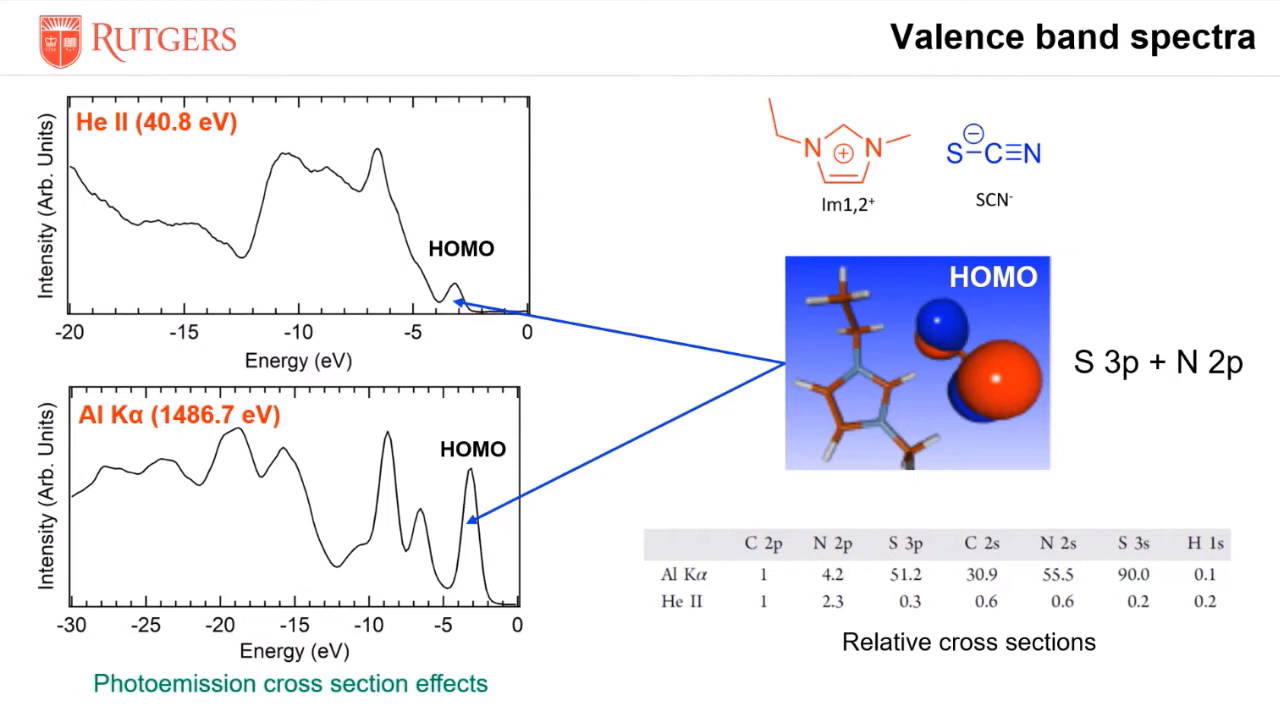 RUTGERS
Valence band spectra
He II (40.8 eV)
Intensity (Arb. Units)
HOMO
-20 -15 -10 -5 0
Energy (eV)
Al Kα (1486.7 eV)
Intensity (Arb. Units)
HOMO
-30 -25 -20 -15 -10 -5 0
Energy (eV)
Photoemission cross section effects
N + N
Im1,2⁺
S−C≡N
SCN⁻
HOMO
S 3p + N 2p
C 2p N 2p S 3p C 2s N 2s S 3s H 1s
Al Kα 1 4.2 51.2 30.9 55.5 90.0 0.1
He II 1 2.3 0.3 0.6 0.6 0.2 0.2
Relative cross sections